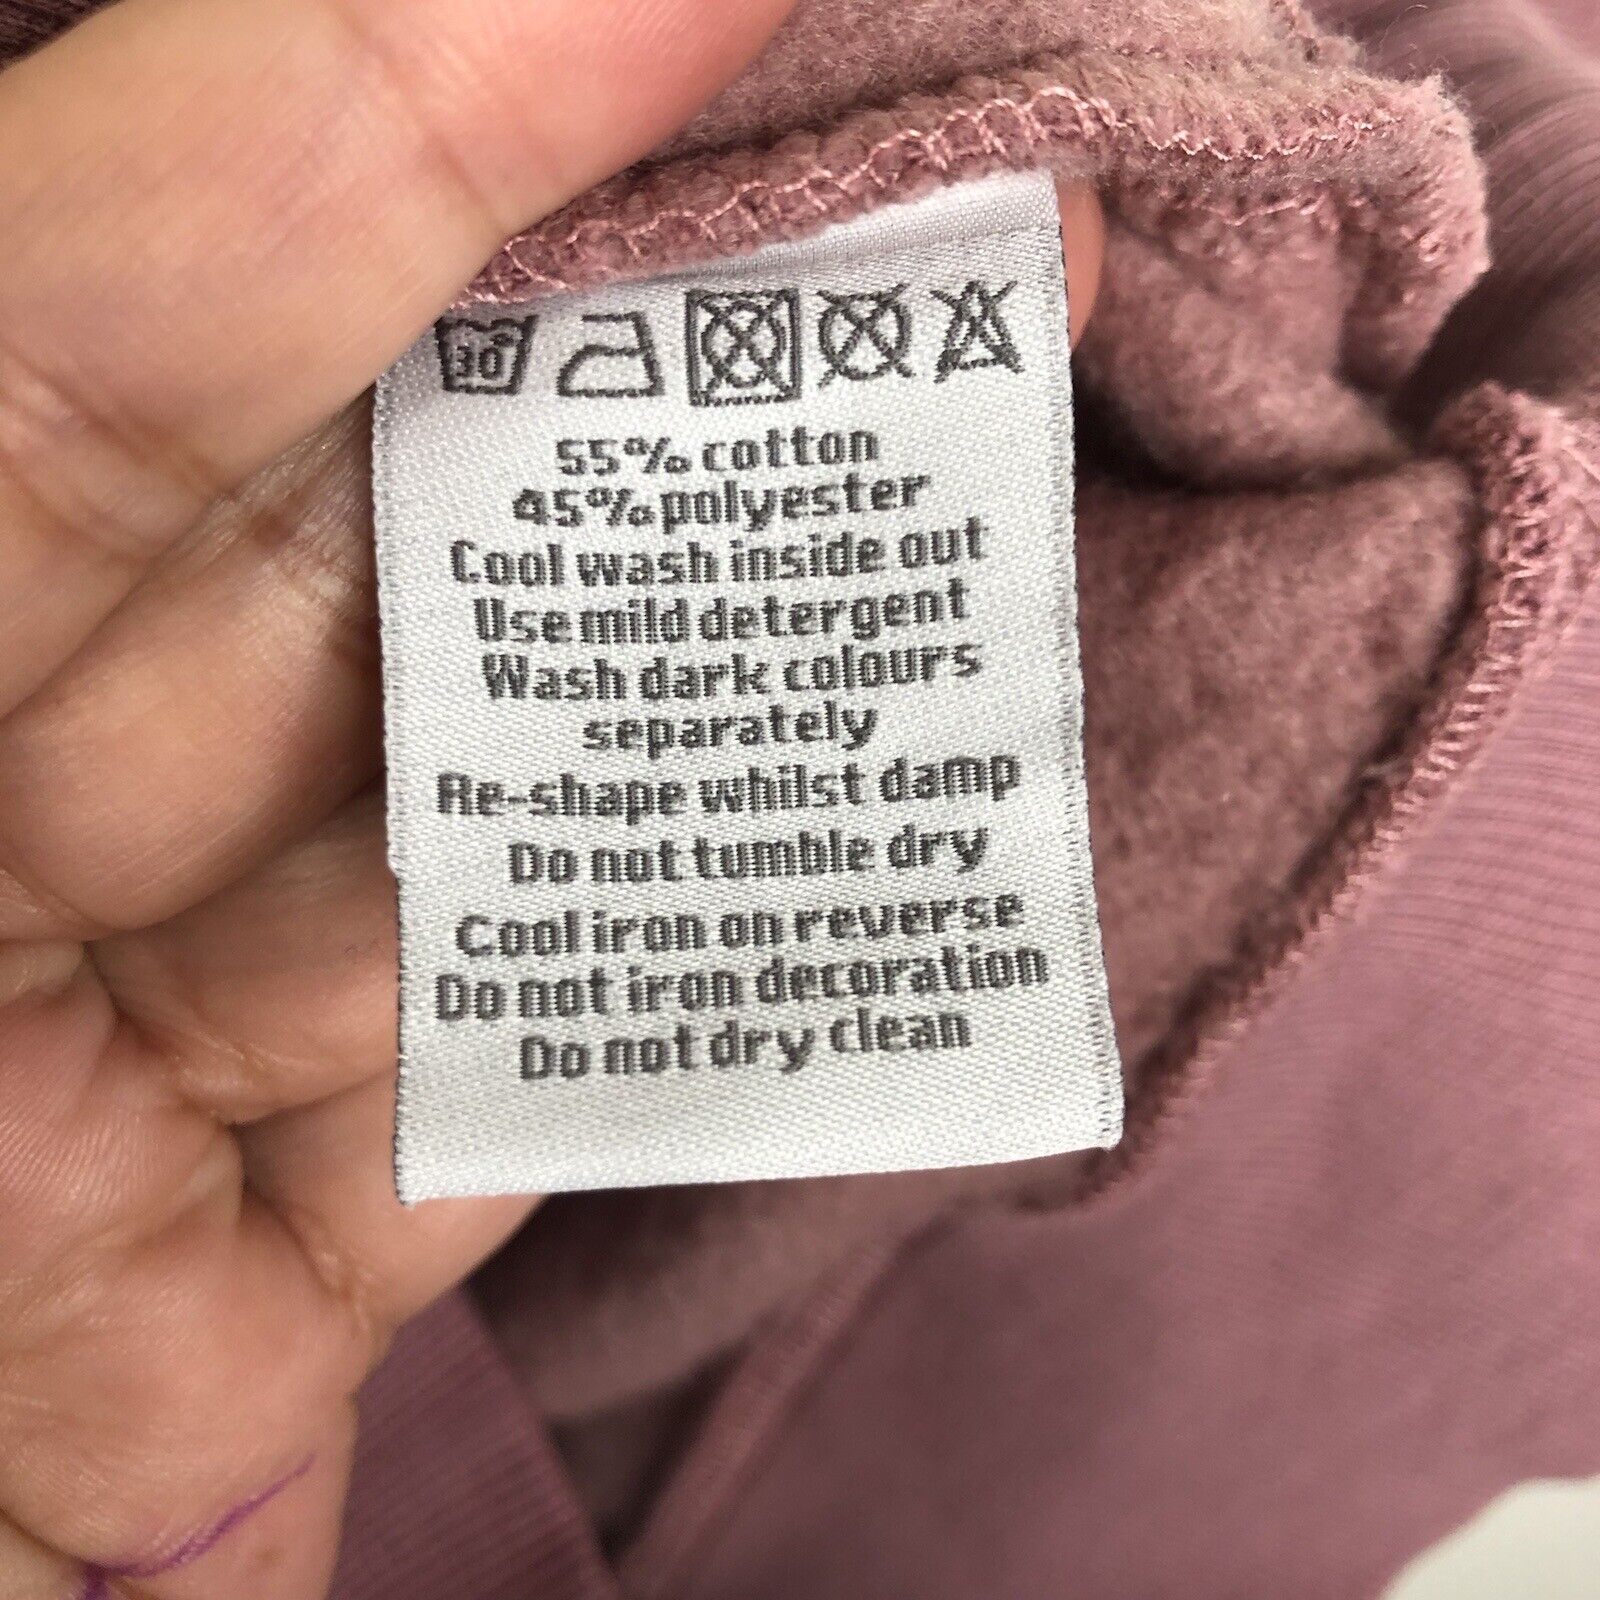 30°
55% cotton
45% polyester
Cool wash inside out
Use mild detergent
Wash dark colours
separately
Re-shape whilst damp
Do not tumble dry
Cool iron on reverse
Do not iron decoration
Do not dry clean